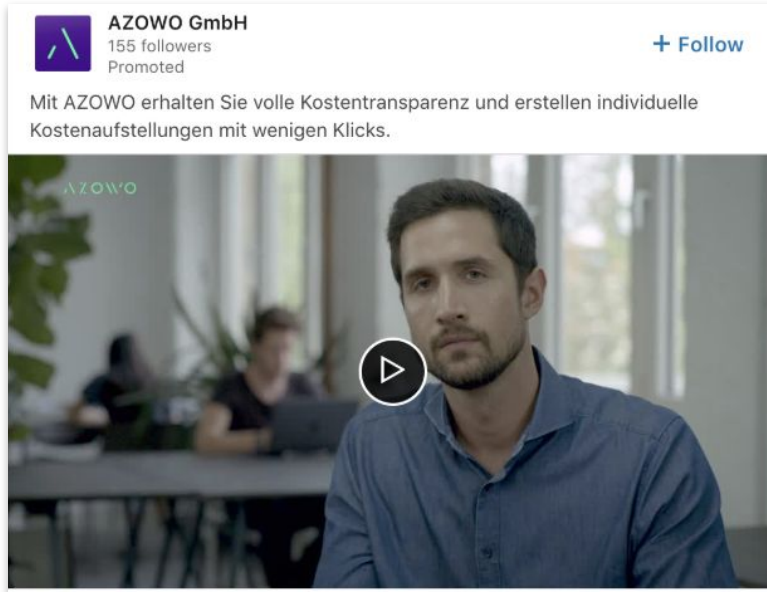 AZOWO GmbH
155 followers
Promoted
+ Follow
Mit AZOWO erhalten Sie volle Kostentransparenz und erstellen individuelle
Kostenaufstellungen mit wenigen Klicks.
AZOWO